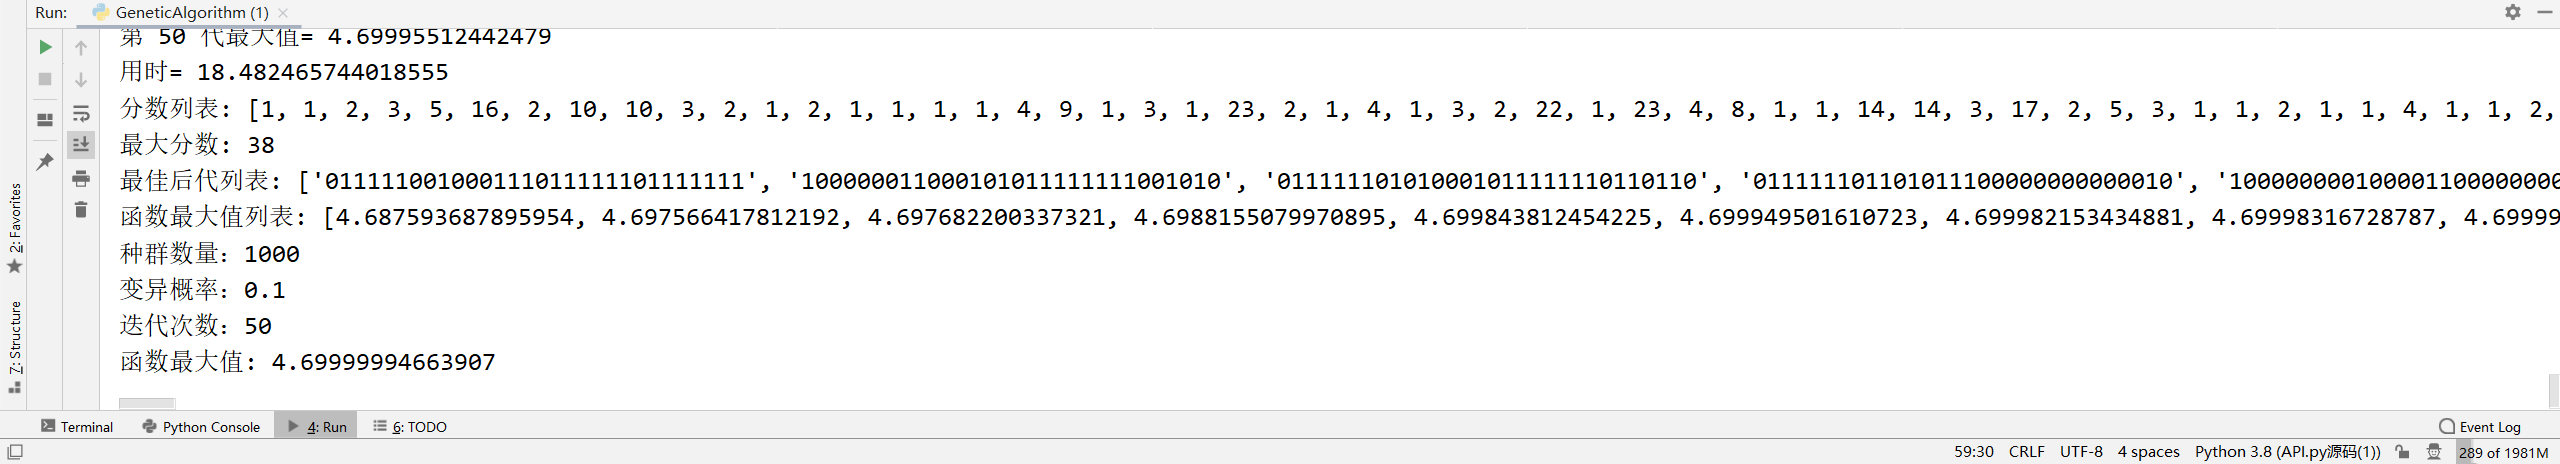 Run: GeneticAlgorithm (1)
第 50 代最大值= 4.69995512442479
用时= 18.482465744018555
分数列表: [1, 1, 2, 3, 5, 16, 2, 10, 10, 3, 2, 1, 2, 1, 1, 1, 1, 4, 9, 1, 3, 1, 23, 2, 1, 4, 1, 3, 2, 22, 1, 23, 4, 8, 1, 1, 14, 14, 3, 17, 2, 5, 3, 1, 1, 2, 1, 1, 4, 1, 1, 2,
最大分数: 38
最佳后代列表: ['0111110010001110111111101111111', '1000000110001010111111111001010', '0111111010100010111111110110110', '0111111011010111100000000000010', '100000000100001100000000
函数最大值列表: [4.687593687895954, 4.697566417812192, 4.697682200337321, 4.6988155079970895, 4.699843812454225, 4.699949501610723, 4.699982153434881, 4.69998316728787, 4.69999
种群数量: 1000
变异概率: 0.1
迭代次数: 50
函数最大值: 4.69999994663907
2: Favorites
7: Structure
Terminal Python Console 4: Run 6: TODO Event Log
59:30 CRLF UTF-8 4 spaces Python 3.8 (API.py源码(1)) 289 of 1981M